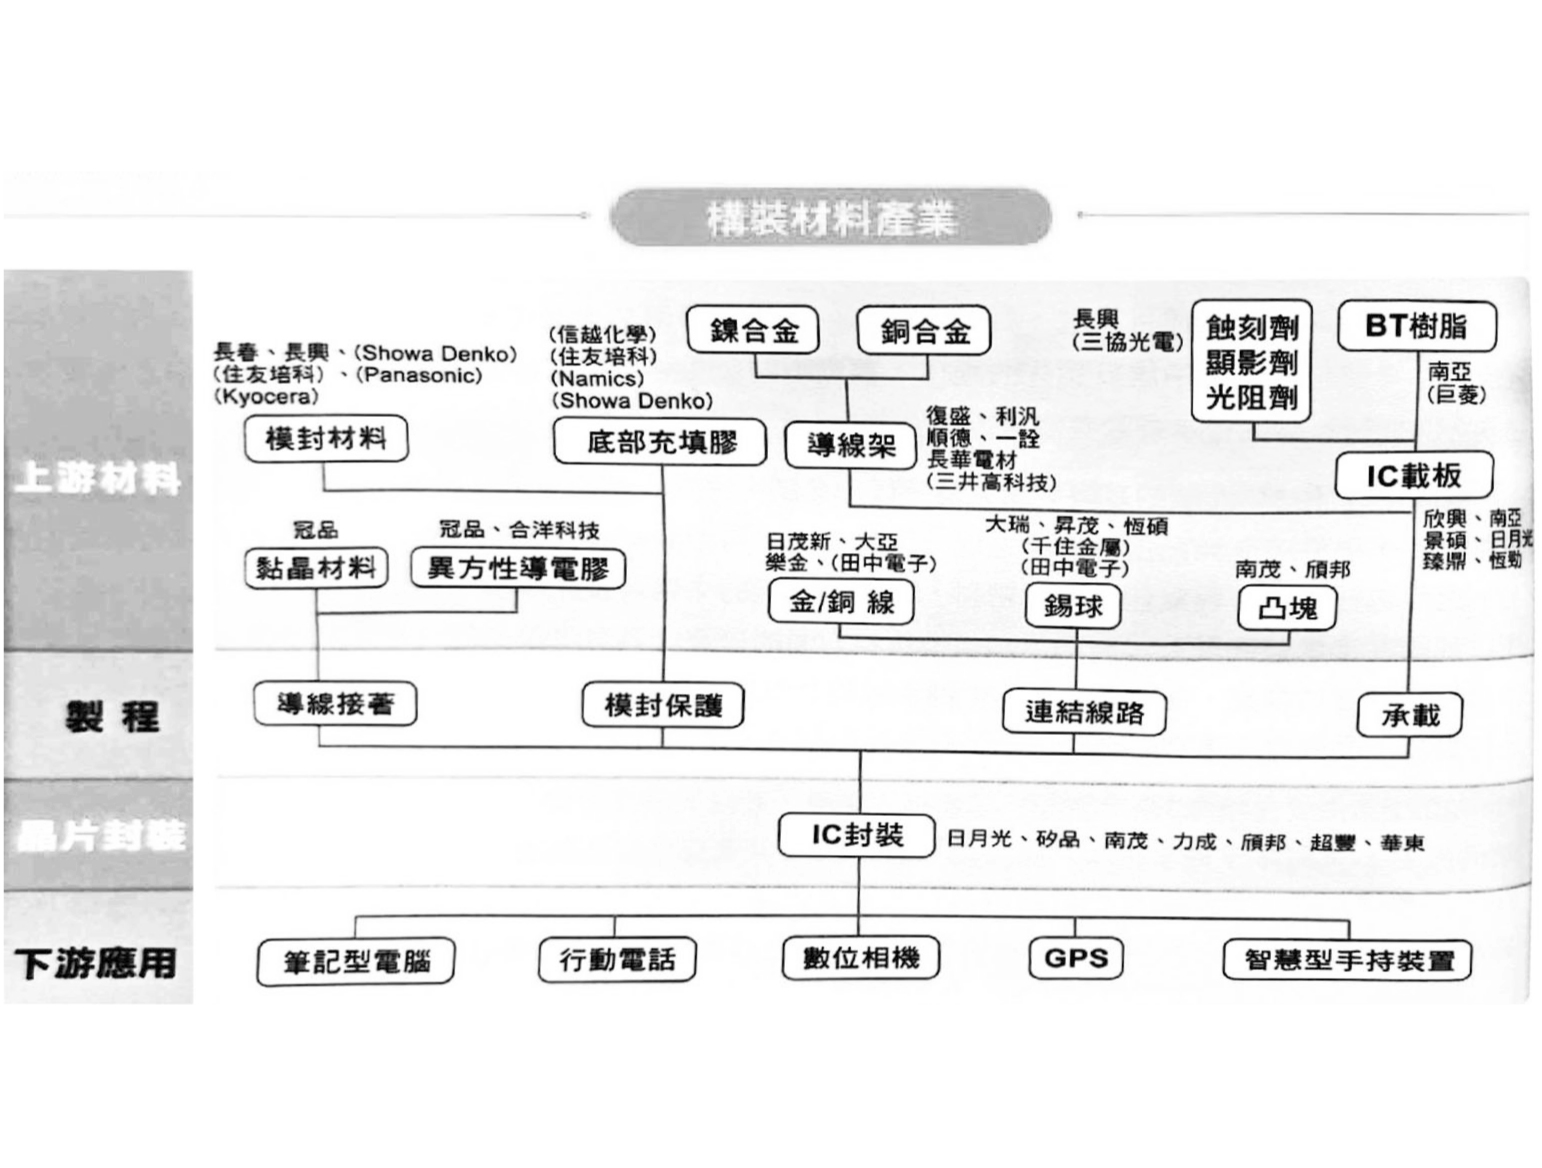 構裝材料產業
上游材料
長春、長興、(Showa Denko)
(住友培科)、(Panasonic)
(Kyocera)
模封材料
(信越化學)
(住友培科)
(Namics)
(Showa Denko)
底部充填膠
鎳合金
銅合金
導線架
復盛、利汎
順德、一詮
長華電材
(三井高科技)
長興
(三協光電)
蝕刻劑
顯影劑
光阻劑
BT樹脂
南亞
(巨菱)
IC載板
欣興、南亞
景碩、日月光
臻鼎、恆勁
冠品
黏晶材料
冠品、合洋科技
異方性導電膠
日茂新、大亞
樂金、(田中電子)
金/銅 線
大瑞、昇茂、恆碩
(千住金屬)
(田中電子)
錫球
南茂、頎邦
凸塊
製 程
導線接著
模封保護
連結線路
承載
晶片封裝
IC封裝
日月光、矽品、南茂、力成、頎邦、超豐、華東
下游應用
筆記型電腦
行動電話
數位相機
GPS
智慧型手持裝置